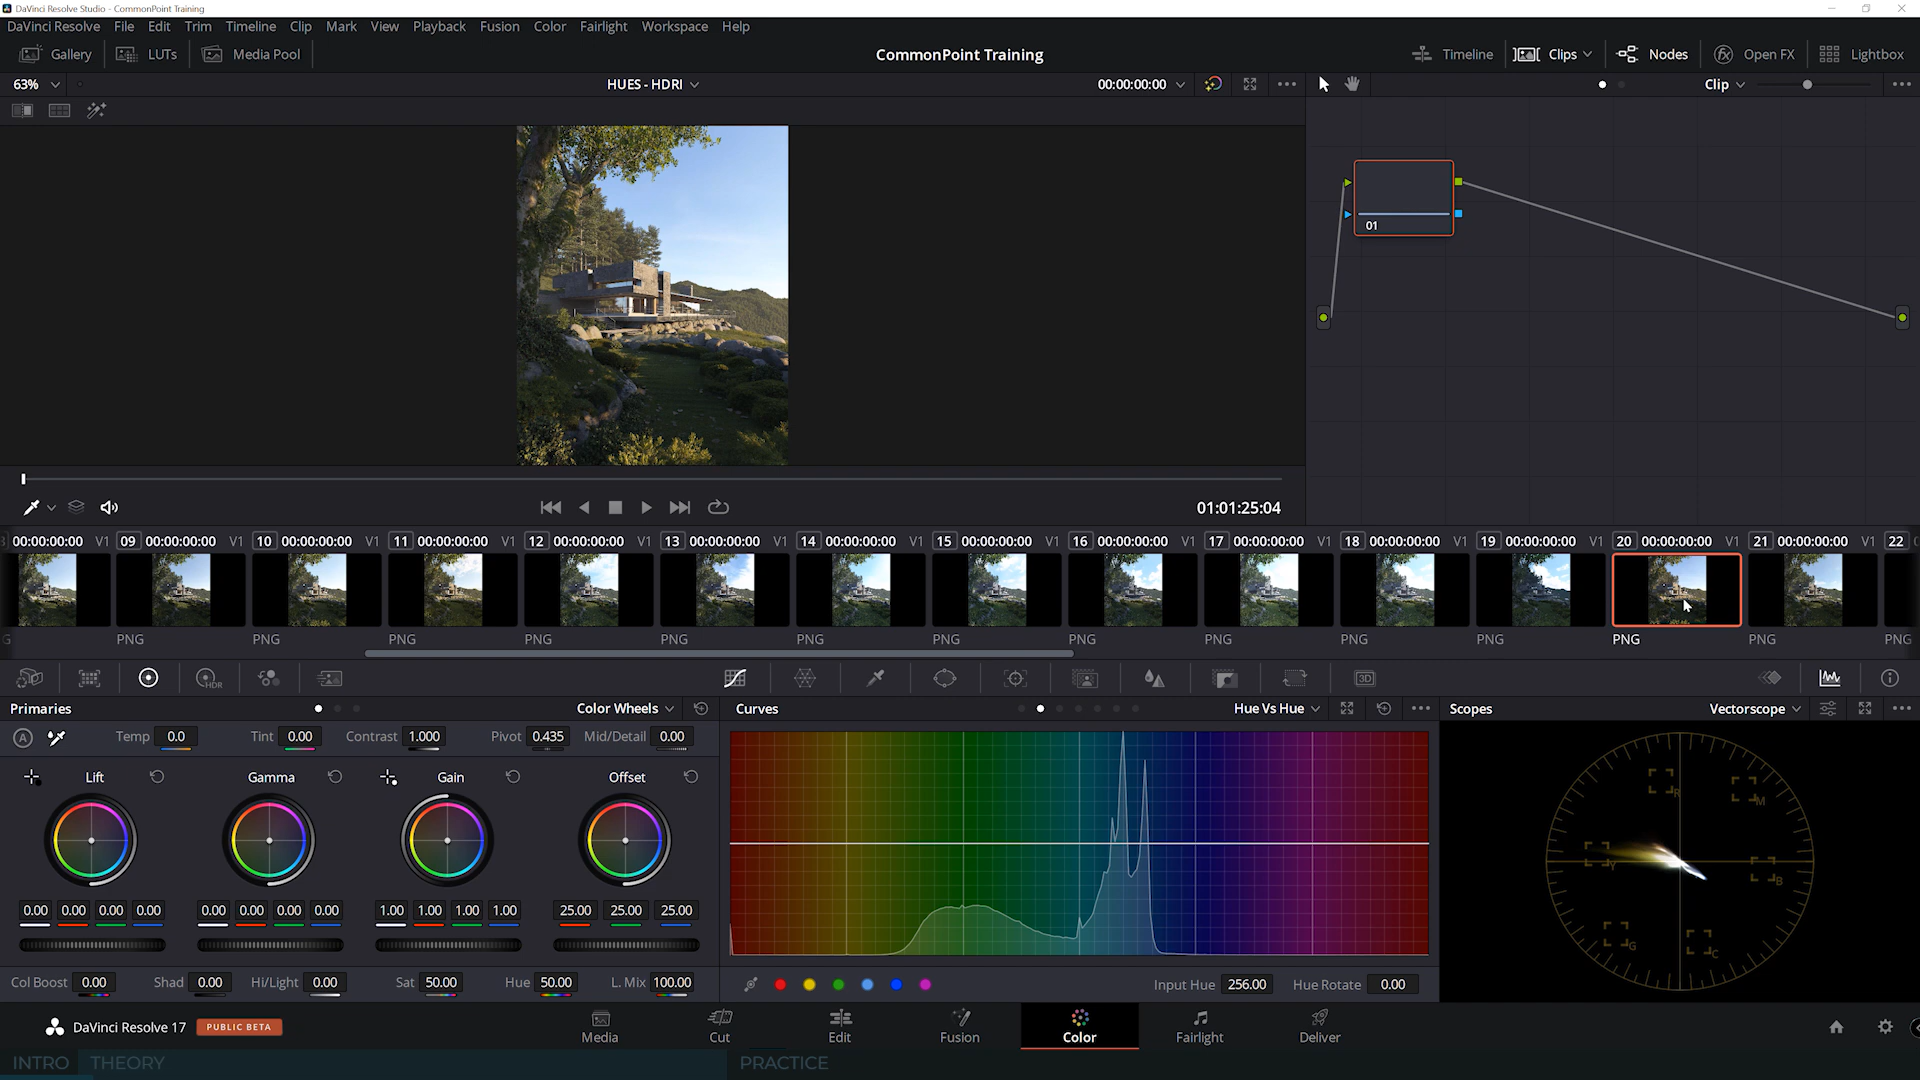 DaVinci Resolve Studio - CommonPoint Training
DaVinci Resolve File Edit Trim Timeline Clip Mark View Playback Fusion Color Fairlight Workspace Help
Gallery LUTs Media Pool CommonPoint Training Timeline Clips Nodes Open FX Lightbox
63% HUES - HDRI 00:00:00:00 Clip
01
01:01:25:04
00:00:00:00 V1 09 00:00:00:00 V1 10 00:00:00:00 V1 11 00:00:00:00 V1 12 00:00:00:00 V1 13 00:00:00:00 V1 14 00:00:00:00 V1 15 00:00:00:00 V1 16 00:00:00:00 V1 17 00:00:00:00 V1 18 00:00:00:00 V1 19 00:00:00:00 V1 20 00:00:00:00 V1 21 00:00:00:00 V1 22
G PNG PNG PNG PNG PNG PNG PNG PNG PNG PNG PNG PNG PNG PNG
HDR 3D
Primaries Color Wheels Curves Hue Vs Hue Scopes Vectorscope
A Temp 0.0 Tint 0.00 Contrast 1.000 Pivot 0.435 Mid/Detail 0.00
Lift Gamma Gain Offset
R M Y B G C
0.00 0.00 0.00 0.00 0.00 0.00 0.00 0.00 1.00 1.00 1.00 1.00 25.00 25.00 25.00
Col Boost 0.00 Shad 0.00 Hi/Light 0.00 Sat 50.00 Hue 50.00 L. Mix 100.00 Input Hue 256.00 Hue Rotate 0.00
DaVinci Resolve 17 PUBLIC BETA Media Cut Edit Fusion Color Fairlight Deliver
INTRO THEORY PRACTICE